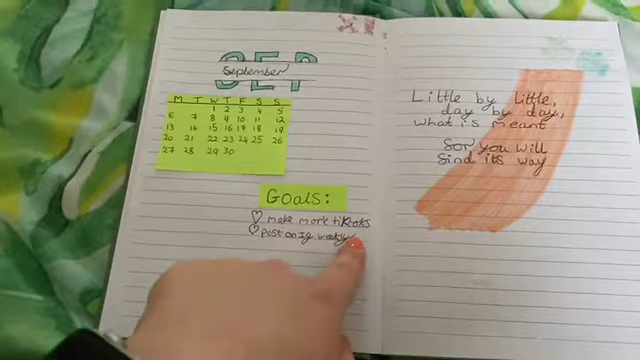 SEP
September
M T W T F S S
1 2 3 4 5
6 7 8 9 10 11 12
13 14 15 16 17 18 19
20 21 22 23 24 25 26
27 28 29 30
Goals:
make more tiktoks
post on Ig weekly
Little by little,
day by day,
what is meant
for you will
find its way